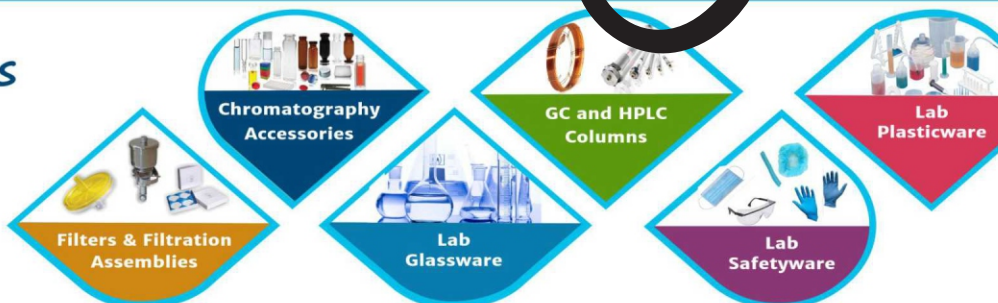 s
Chromatography
Accessories
GC and HPLC
Columns
Lab
Plasticware
Filters & Filtration
Assemblies
Lab
Glassware
Lab
Safetyware